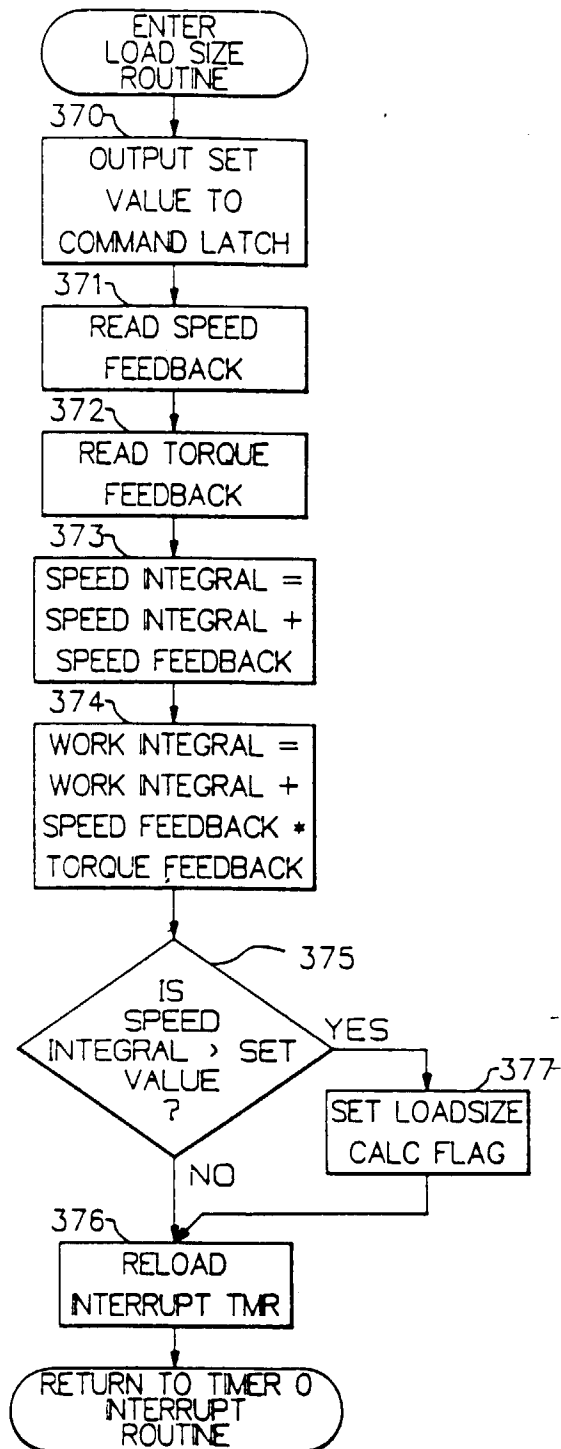 ENTER
LOAD SIZE
ROUTINE
370
OUTPUT SET
VALUE TO
COMMAND LATCH
371
READ SPEED
FEEDBACK
372
READ TORQUE
FEEDBACK
373
SPEED INTEGRAL =
SPEED INTEGRAL +
SPEED FEEDBACK
374
WORK INTEGRAL =
WORK INTEGRAL +
SPEED FEEDBACK *
TORQUE FEEDBACK
375
IS
SPEED
INTEGRAL > SET
VALUE
?
YES
377
SET LOADSIZE
CALC FLAG
NO
376
RELOAD
INTERRUPT TMR
RETURN TO TIMER 0
INTERRUPT
ROUTINE